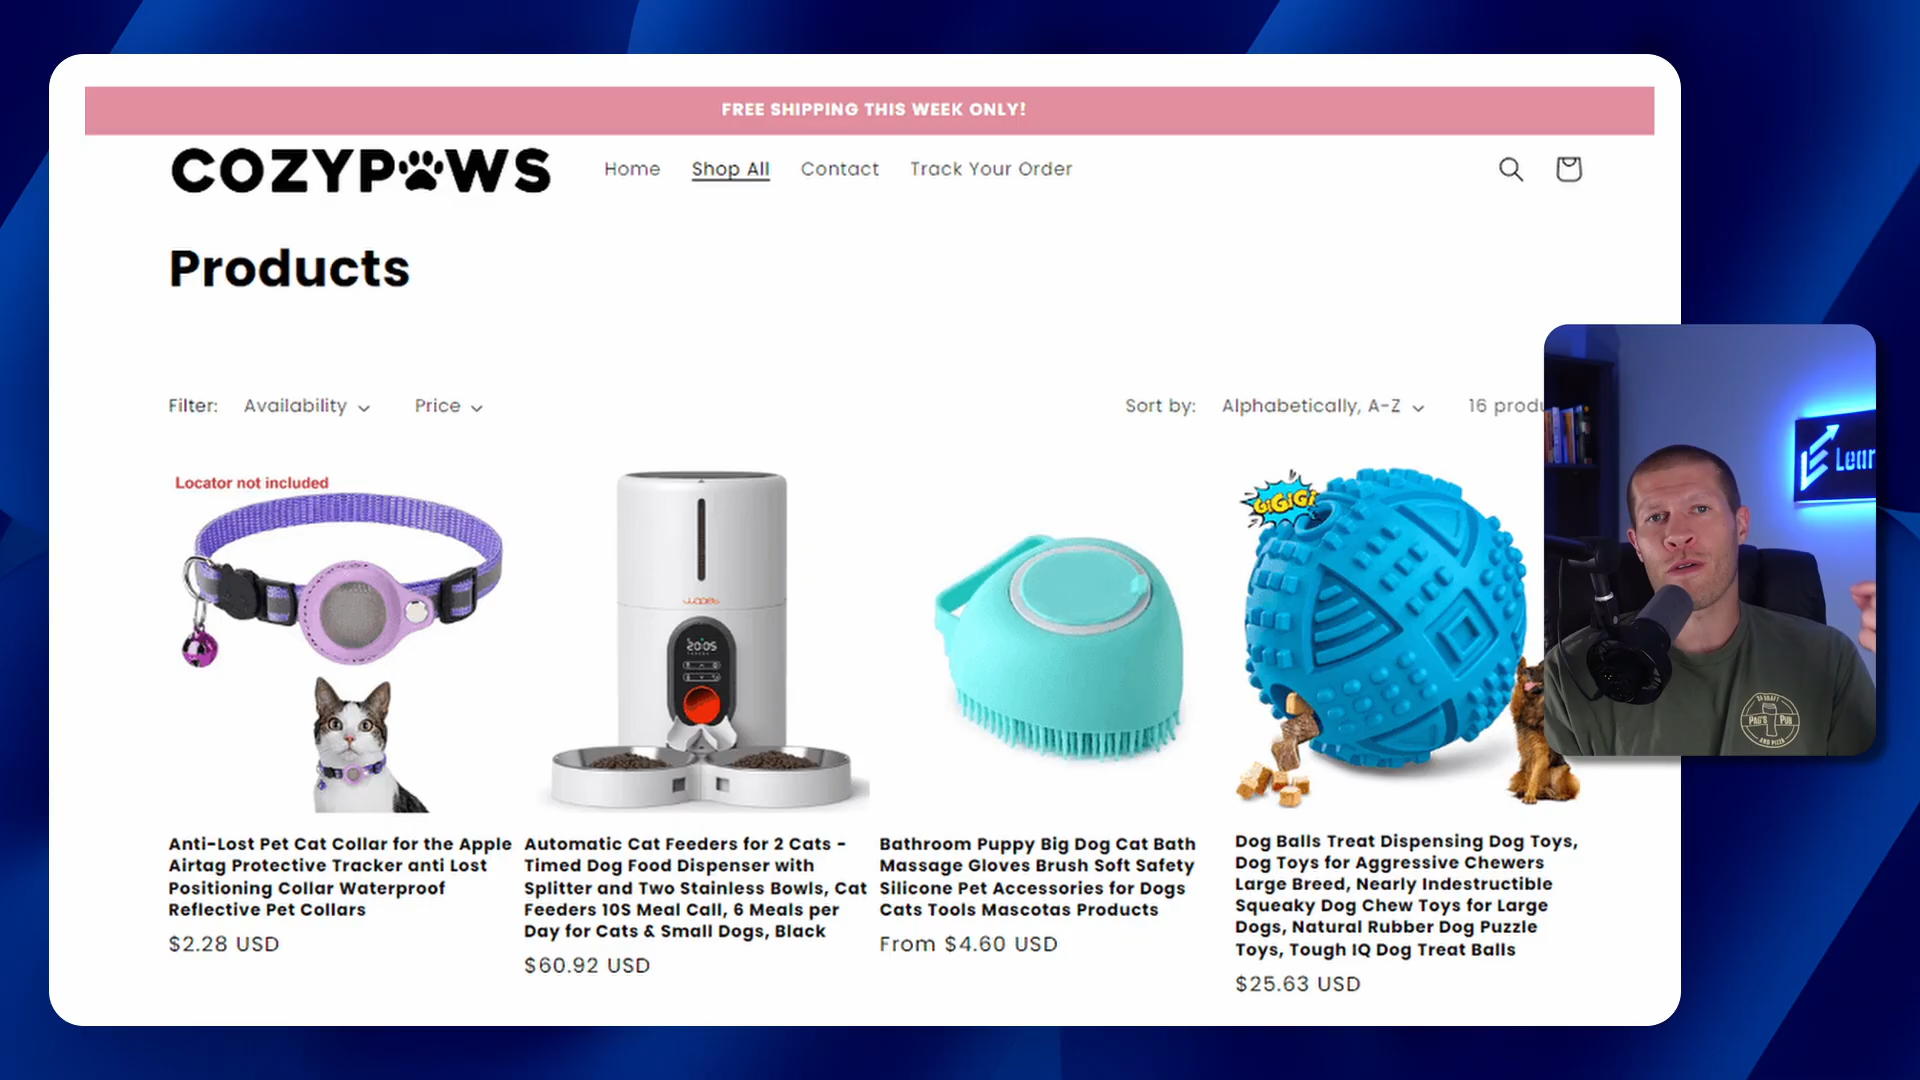 FREE SHIPPING THIS WEEK ONLY!
COZYPAWS
Home
Shop All
Contact
Track Your Order
Products
Filter:
Availability
Price
Sort by:
Alphabetically, A-Z
16
Locator not included
20:05
GiGiGi
Lear
PAG'S PUB
AND PIZZA
Anti-Lost Pet Cat Collar for the Apple
Airtag Protective Tracker anti Lost
Positioning Collar Waterproof
Reflective Pet Collars
$2.28 USD
Automatic Cat Feeders for 2 Cats -
Timed Dog Food Dispenser with
Splitter and Two Stainless Bowls, Cat
Feeders 10S Meal Call, 6 Meals per
Day for Cats & Small Dogs, Black
$60.92 USD
Bathroom Puppy Big Dog Cat Bath
Massage Gloves Brush Soft Safety
Silicone Pet Accessories for Dogs
Cats Tools Mascotas Products
From $4.60 USD
Dog Balls Treat Dispensing Dog Toys,
Dog Toys for Aggressive Chewers
Large Breed, Nearly Indestructible
Squeaky Dog Chew Toys for Large
Dogs, Natural Rubber Dog Puzzle
Toys, Tough IQ Dog Treat Balls
$25.63 USD